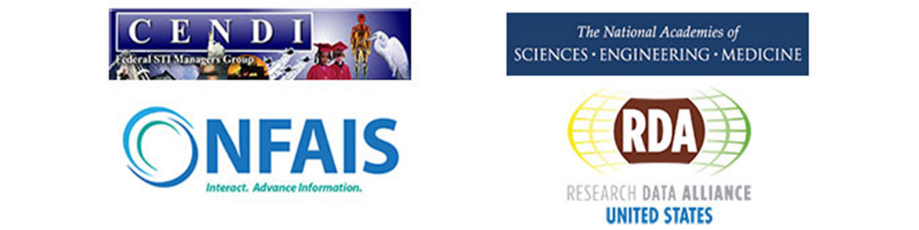 CENDI
Federal STI Managers Group
The National Academies of
SCIENCES · ENGINEERING · MEDICINE
NFAIS
Interact. Advance Information.
RDA
RESEARCH DATA ALLIANCE
UNITED STATES